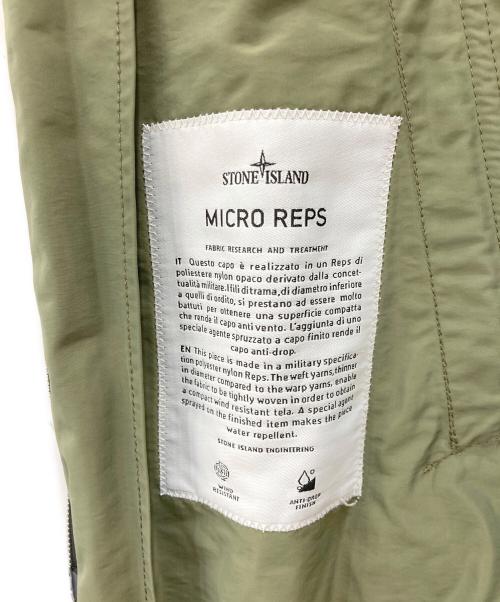 STONE ISLAND
MICRO REPS
FABRIC RESEARCH AND TREATMENT
IT Questo capo è realizzato in un Reps di
poliestere nylon opaco derivato dalla concet-
tualità militare. I fili di trama, di diametro inferiore
a quelli di ordito, si prestano ad essere molto
battuti per ottenere una superficie compatta
che rende il capo anti vento. L'aggiunta di uno
speciale agente spruzzato a capo finito rende il
capo anti-drop.
EN This piece is made in a military specifica-
tion polyester nylon Reps. The weft yarns, thinner
in diameter compared to the warp yarns, enable
the fabric to be tightly woven in order to obtain
a compact wind resistant tela. A special agent
sprayed on the finished item makes the piece
water repellent.
STONE ISLAND ENGINEERING
WIND
RESISTANT
ANTI-DROP
FINISH